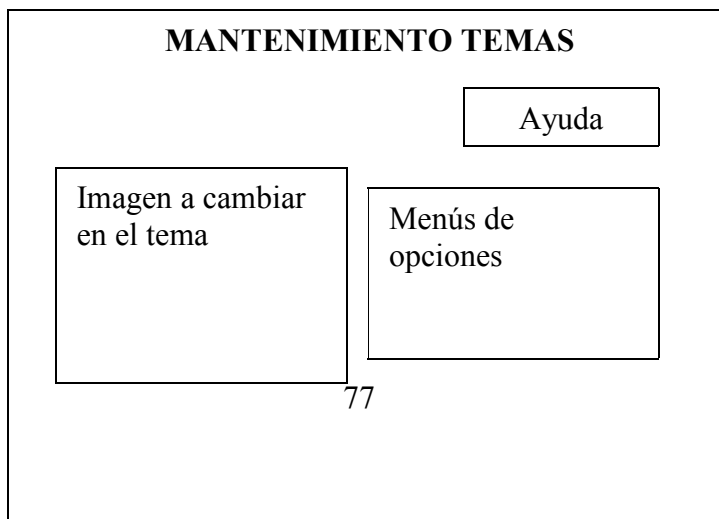 MANTENIMIENTO TEMAS
Ayuda
Imagen a cambiar
en el tema
Menús de
opciones
77